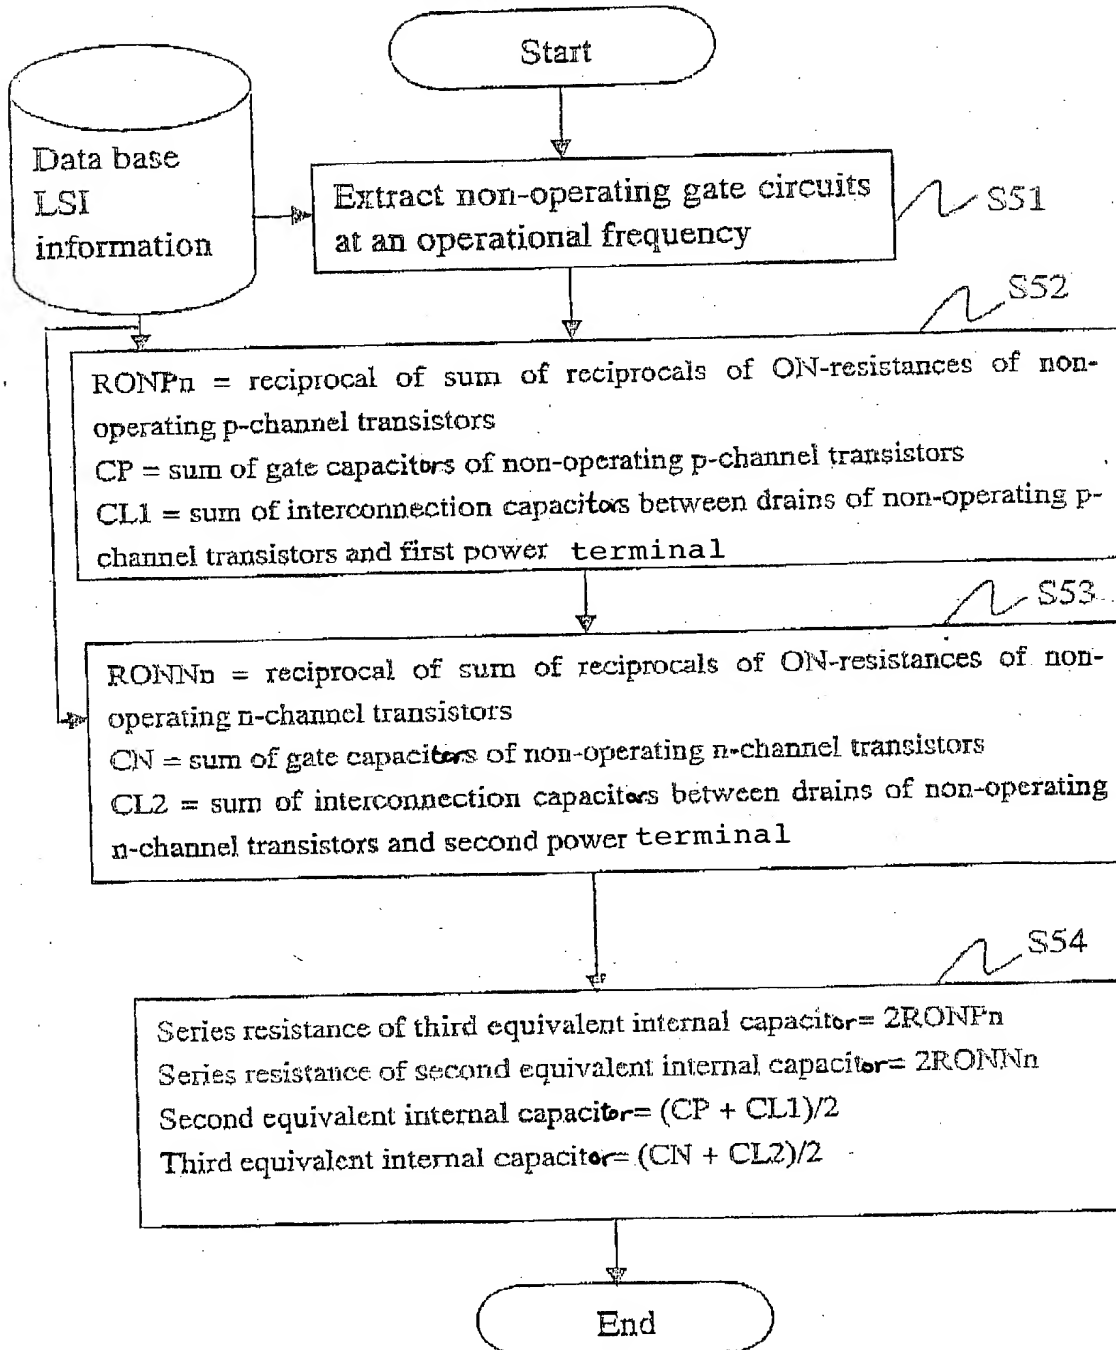 Start
Data base
LSI
information
Extract non-operating gate circuits
at an operational frequency
S51
S52
RONPn = reciprocal of sum of reciprocals of ON-resistances of non-
operating p-channel transistors
CP = sum of gate capacitors of non-operating p-channel transistors
CL1 = sum of interconnection capacitors between drains of non-operating p-
channel transistors and first power terminal
S53
RONNn = reciprocal of sum of reciprocals of ON-resistances of non-
operating n-channel transistors
CN = sum of gate capacitors of non-operating n-channel transistors
CL2 = sum of interconnection capacitors between drains of non-operating
n-channel transistors and second power terminal
S54
Series resistance of third equivalent internal capacitor= 2RONPn
Series resistance of second equivalent internal capacitor= 2RONNn
Second equivalent internal capacitor= (CP + CL1)/2
Third equivalent internal capacitor= (CN + CL2)/2
End